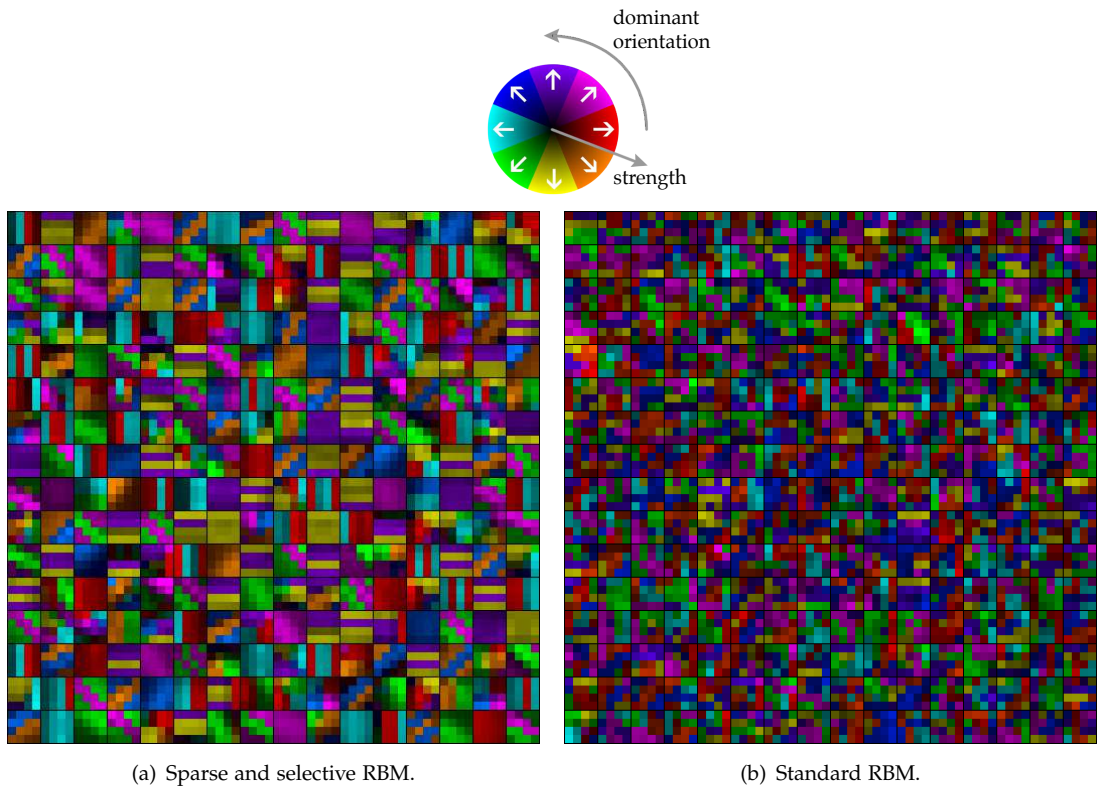 dominant
orientation
strength
(a) Sparse and selective RBM.
(b) Standard RBM.